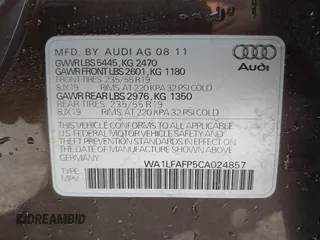 MFD. BY AUDI AG 08 11
GVWR LBS 5445, KG 2470
GAWR FRONT LBS 2601, KG 1180
FRONT TIRES 235/55 R19
8JX19 RIMS, AT 220 KPA 32 PSI COLD
GAWR REAR LBS 2976, KG 1350
REAR-TIRES 235/55 R19
8JX19 RIMS, AT 220 KPA 32 PSI COLD
Audi
THIS VEHICLE CONFORMS TO ALL APPLICABLE
U.S. FEDERAL MOTOR VEHICLE SAFETY BUMPER AND
THEFT PREVENTION STANDARDS IN EFFECT ON THE
DATE OF MANUFACTURE SHOWN ABOVE.
WA1LFAFP5CA024857
TYPE:
MPV
DREAMBID